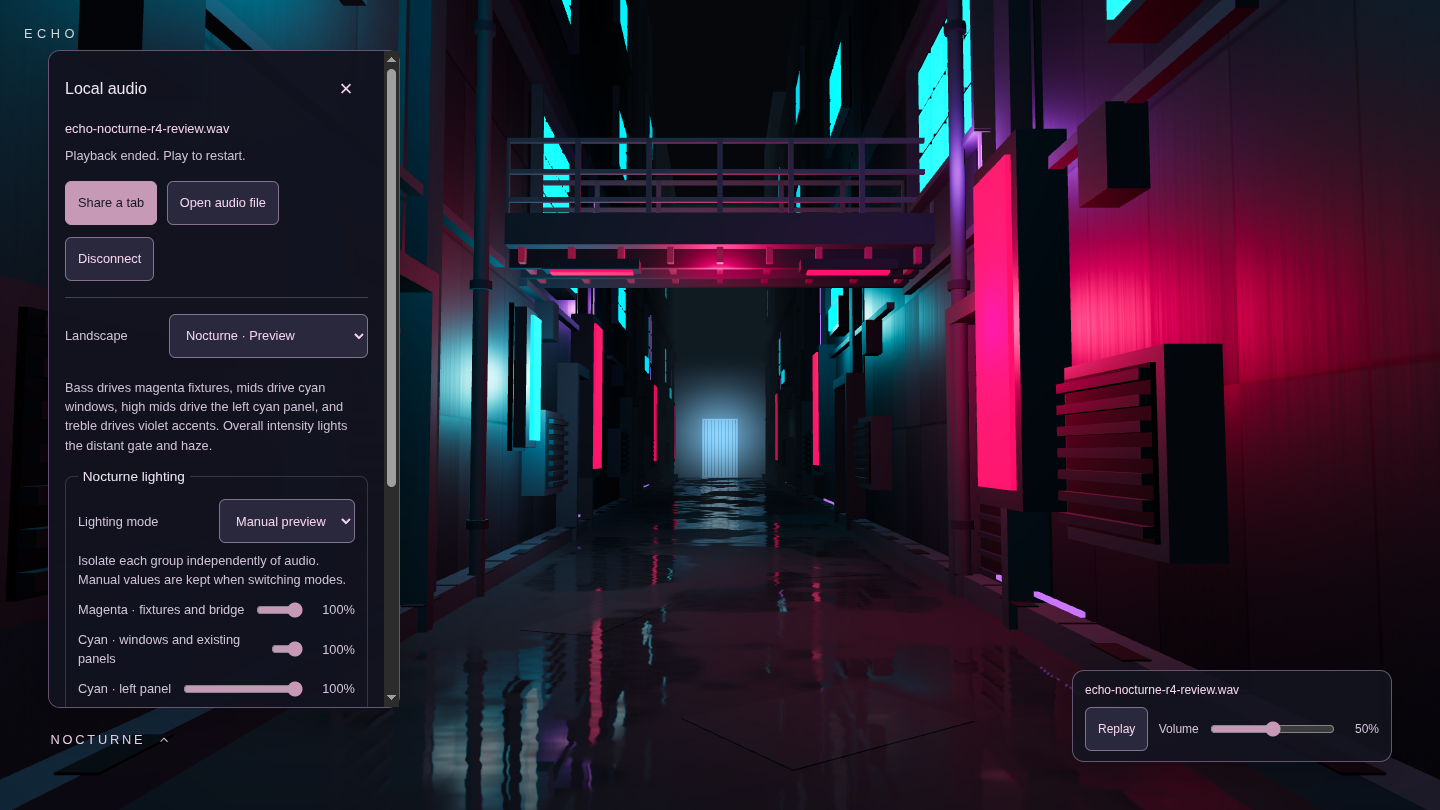 ECHO
Local audio
✕
echo-nocturne-r4-review.wav
Playback ended. Play to restart.
Share a tab
Open audio file
Disconnect
Landscape
Nocturne · Preview
Bass drives magenta fixtures, mids drive cyan
windows, high mids drive the left cyan panel, and
treble drives violet accents. Overall intensity lights
the distant gate and haze.
Nocturne lighting
Lighting mode
Manual preview
Isolate each group independently of audio.
Manual values are kept when switching modes.
Magenta · fixtures and bridge 100%
Cyan · windows and existing
panels
100%
Cyan · left panel 100%
NOCTURNE
echo-nocturne-r4-review.wav
Replay
Volume
50%